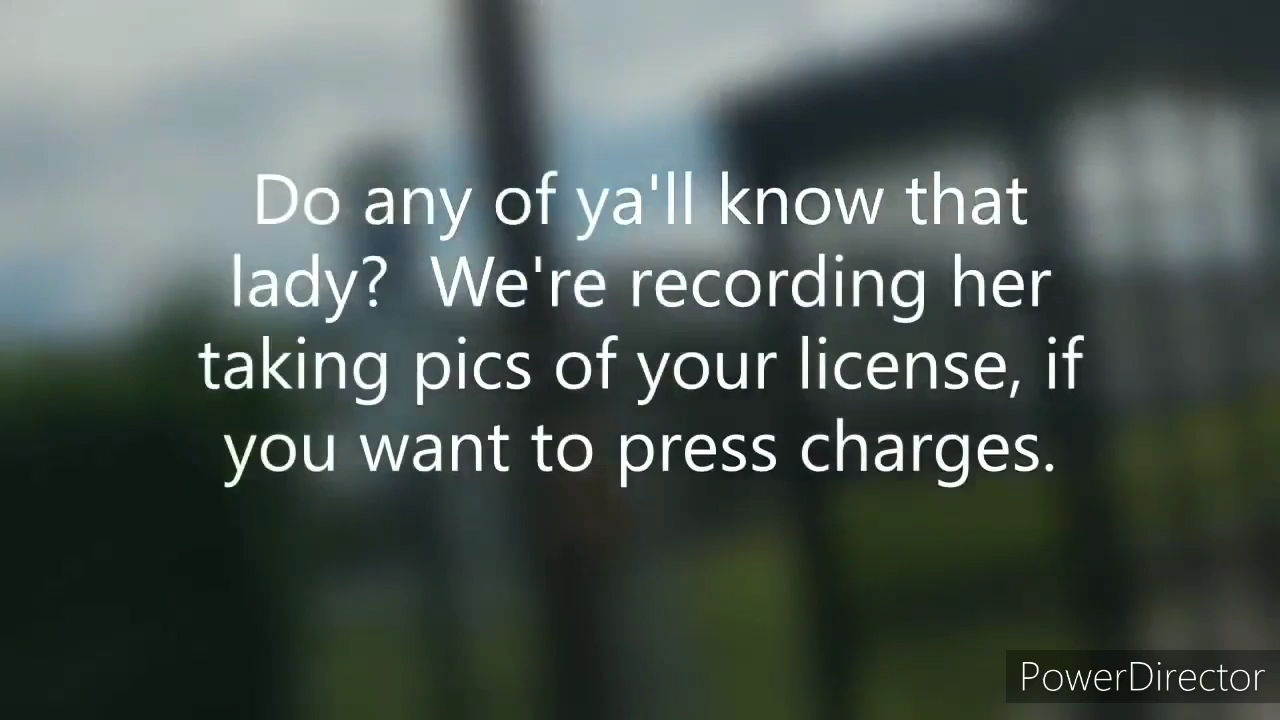 Do any of ya'll know that
lady?  We're recording her
taking pics of your license, if
you want to press charges.
PowerDirector